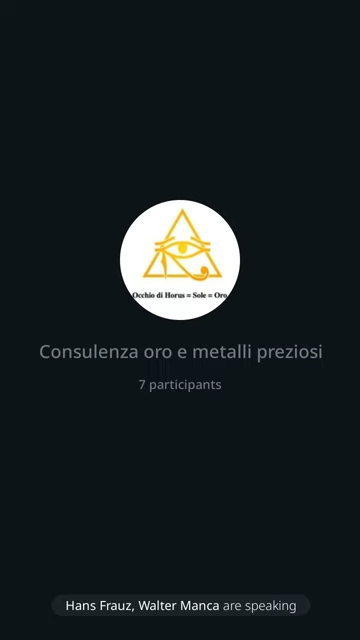 Occhio di Horus = Sole = Oro
Consulenza oro e metalli preziosi
7 participants
Hans Frauz, Walter Manca are speaking